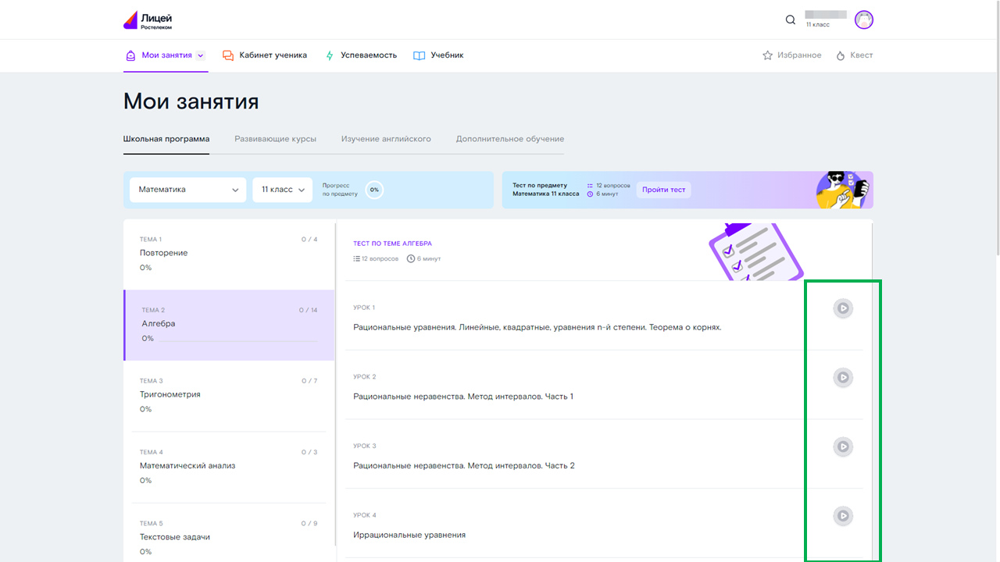 Лицей
Ростелеком
11 класс
Мои занятия
Кабинет ученика
Успеваемость
Учебник
Избранное
Квест
Мои занятия
Школьная программа
Развивающие курсы
Изучение английского
Дополнительное обучение
Математика
11 класс
Прогресс
по предмету
0%
Тест по предмету
Математика 11 класса
12 вопросов
6 минут
Пройти тест
ТЕМА 1
0 / 4
Повторение
0%
ТЕМА 2
0 / 14
Алгебра
0%
ТЕМА 3
0 / 7
Тригонометрия
0%
ТЕМА 4
0 / 3
Математический анализ
0%
ТЕМА 5
0 / 9
Текстовые задачи
0%
ТЕСТ ПО ТЕМЕ АЛГЕБРА
12 вопросов
6 минут
УРОК 1
Рациональные уравнения. Линейные, квадратные, уравнения n-й степени. Теорема о корнях.
УРОК 2
Рациональные неравенства. Метод интервалов. Часть 1
УРОК 3
Рациональные неравенства. Метод интервалов. Часть 2
УРОК 4
Иррациональные уравнения